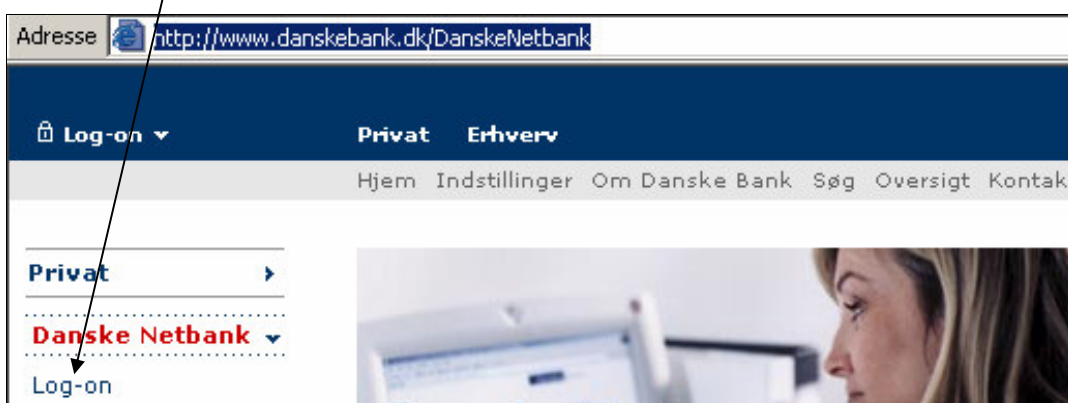 Adresse http://www.danskebank.dk/DanskeNetbank
Log-on Privat Erhverv
Hjem Indstillinger Om Danske Bank Søg Oversigt Kontak
Privat
Danske Netbank
Log-on